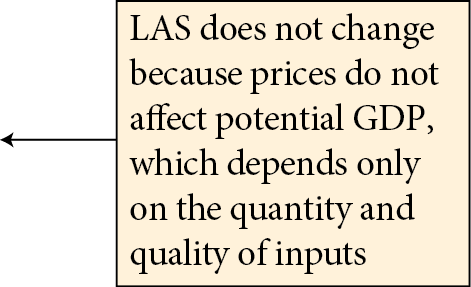 LAS does not change
because prices do not
affect potential GDP,
which depends only
on the quantity and
quality of inputs